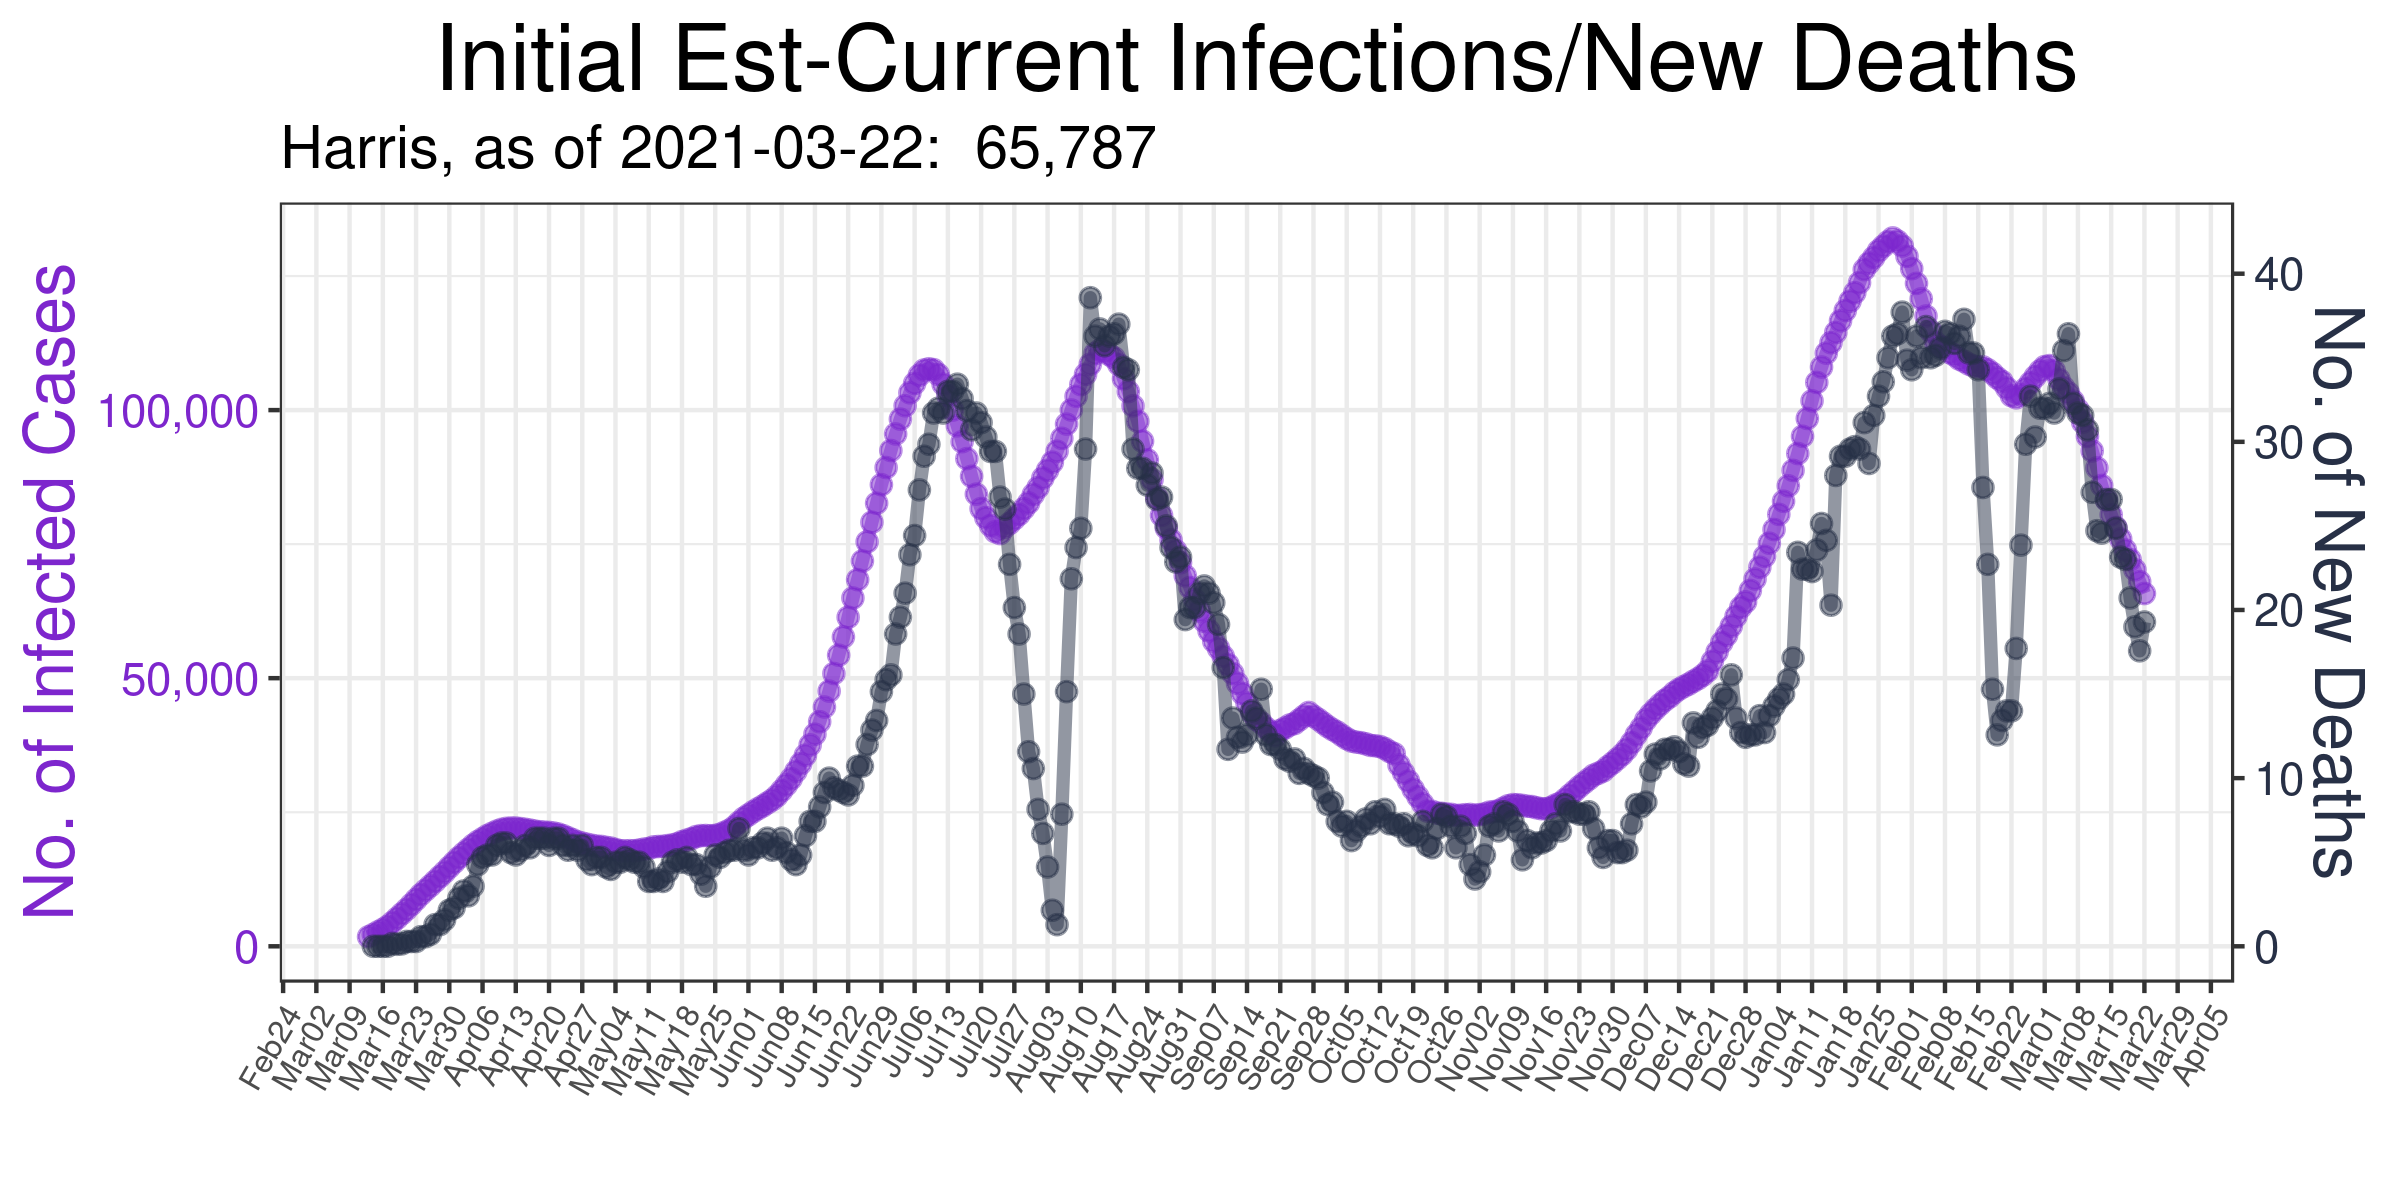 Initial Est-Current Infections/New Deaths
Harris, as of 2021-03-22:  65,787
No. of Infected Cases
100,000
50,000
0
40
30
20
10
0
No. of New Deaths
Feb24
Mar02
Mar09
Mar16
Mar23
Mar30
Apr06
Apr13
Apr20
Apr27
May04
May11
May18
May25
Jun01
Jun08
Jun15
Jun22
Jun29
Jul06
Jul13
Jul20
Jul27
Aug03
Aug10
Aug17
Aug24
Aug31
Sep07
Sep14
Sep21
Sep28
Oct05
Oct12
Oct19
Oct26
Nov02
Nov09
Nov16
Nov23
Nov30
Dec07
Dec14
Dec21
Dec28
Jan04
Jan11
Jan18
Jan25
Feb01
Feb08
Feb15
Feb22
Mar01
Mar08
Mar15
Mar22
Mar29
Apr05